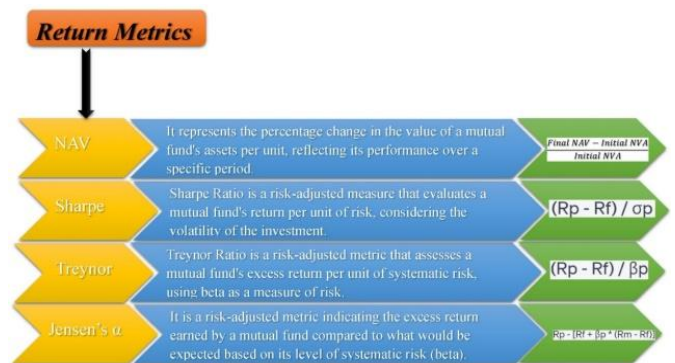 Return Metrics
NAV
It represents the percentage change in the value of a mutual
fund's assets per unit, reflecting its performance over a
specific period.
Final NAV − Initial NVA
Initial NVA
Sharpe
Sharpe Ratio is a risk-adjusted measure that evaluates a
mutual fund's return per unit of risk, considering the
volatility of the investment.
(Rp - Rf) / σp
Treynor
Treynor Ratio is a risk-adjusted metric that assesses a
mutual fund's excess return per unit of systematic risk,
using beta as a measure of risk.
(Rp - Rf) / βp
Jensen's α
It is a risk-adjusted metric indicating the excess return
earned by a mutual fund compared to what would be
expected based on its level of systematic risk (beta).
Rp - [Rf + βp * (Rm - Rf)]